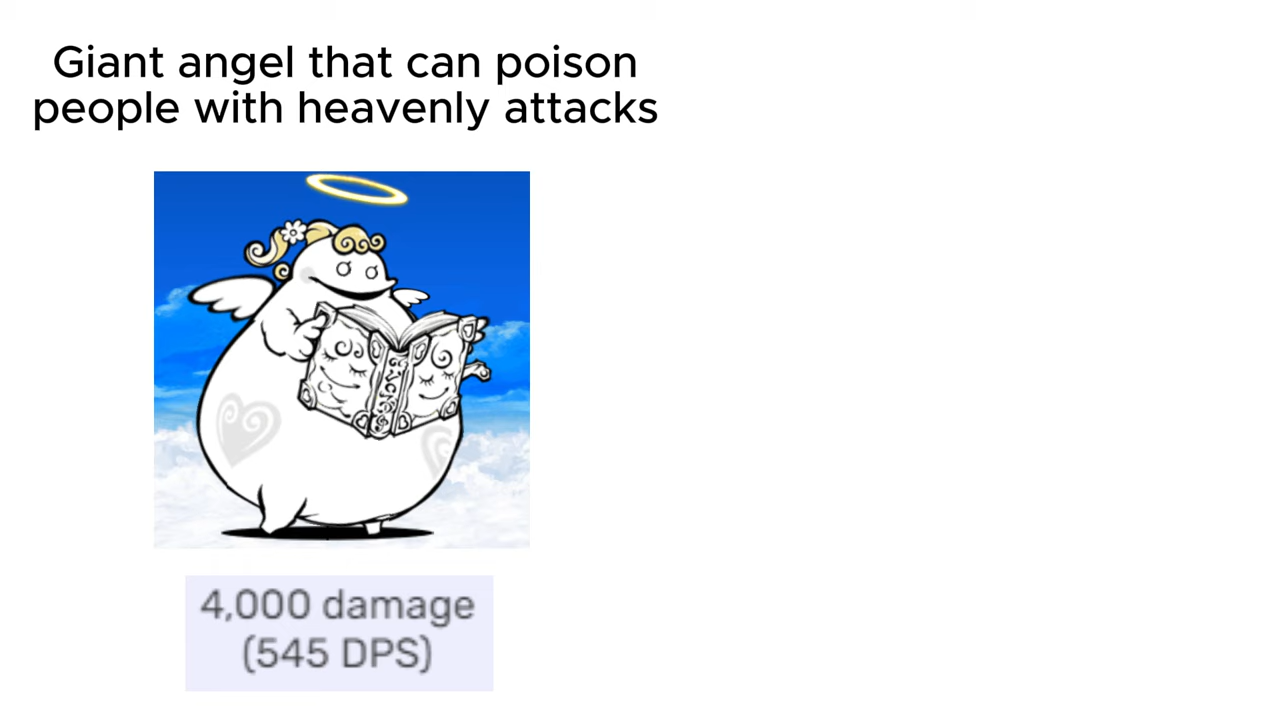 Giant angel that can poison
people with heavenly attacks
4,000 damage
(545 DPS)